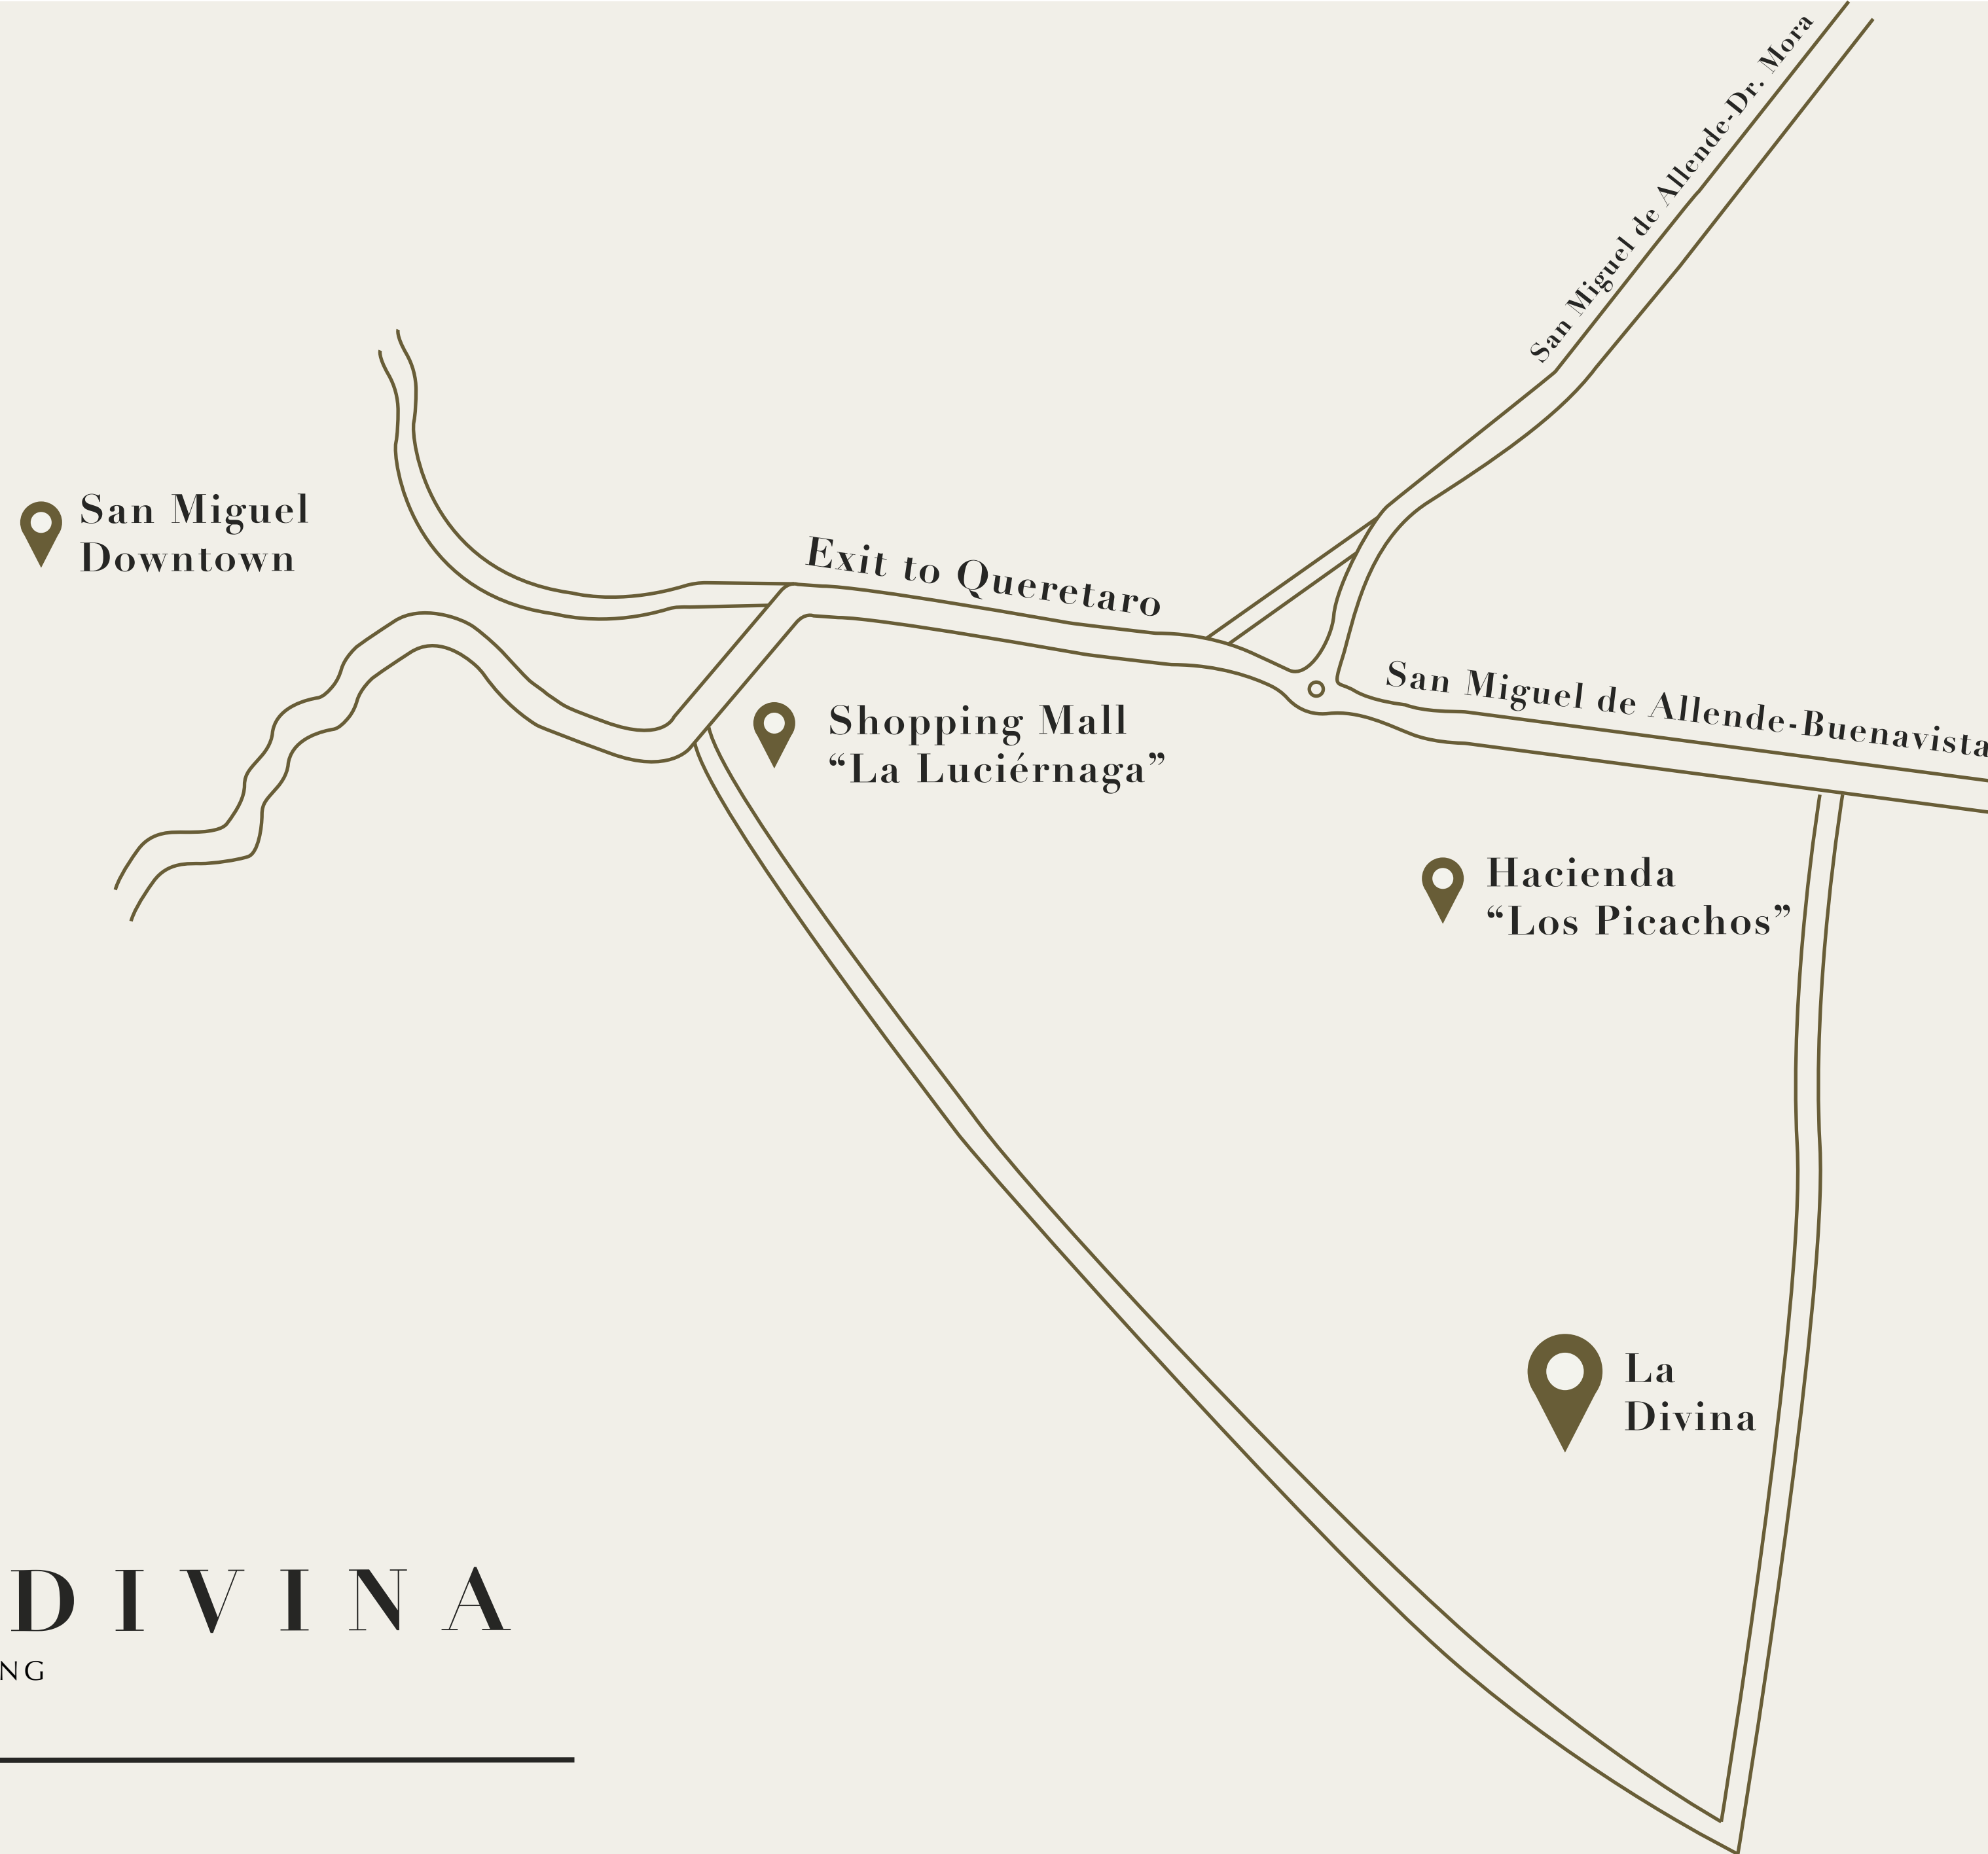 San Miguel de Allende-Dr. Mora
San Miguel
Downtown
Exit to Queretaro
San Miguel de Allende-Buenavista
Shopping Mall
“La Luciérnaga”
Hacienda
“Los Picachos”
La
Divina
DIVINA
NG